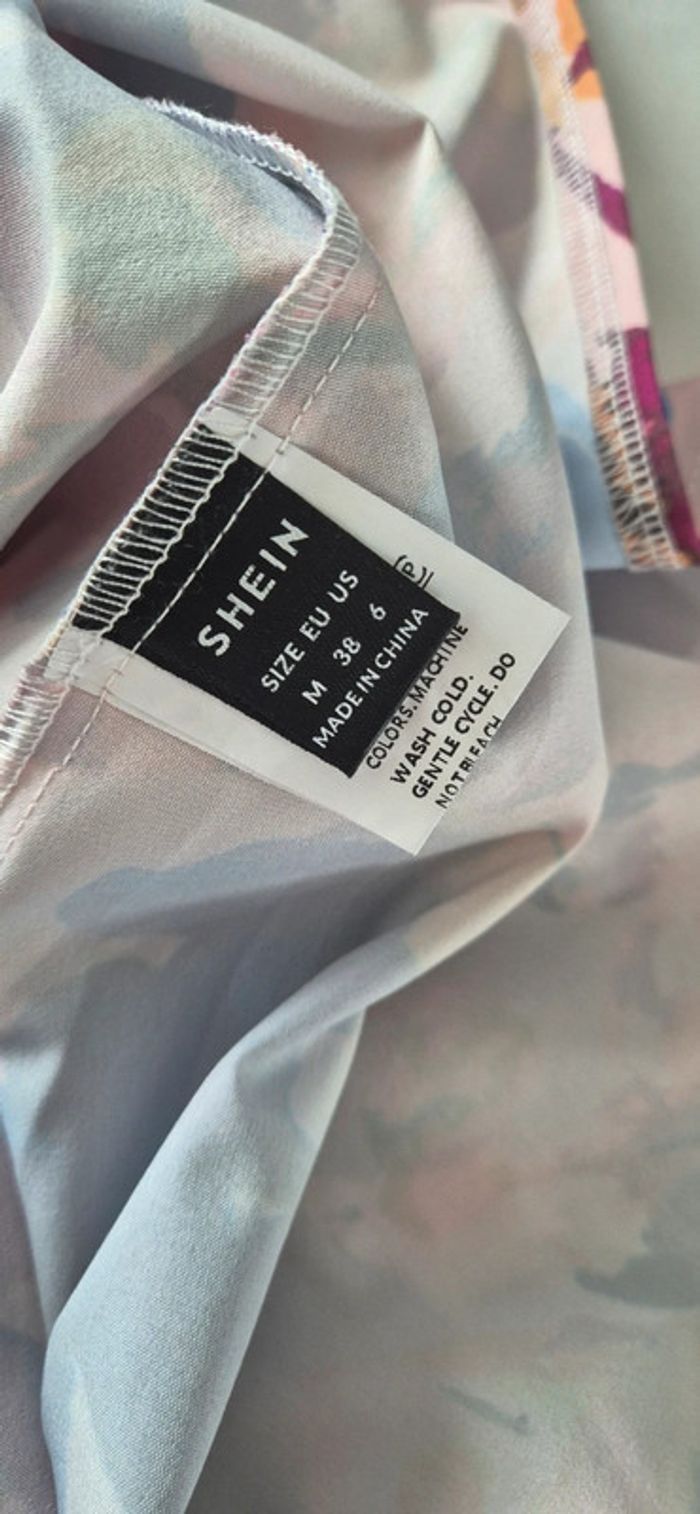 SHEIN
SIZE EU US
M 38 6
MADE IN CHINA
(P)
COLORS. MACHINE
WASH COLD.
GENTLE CYCLE. DO
NOT BLEACH